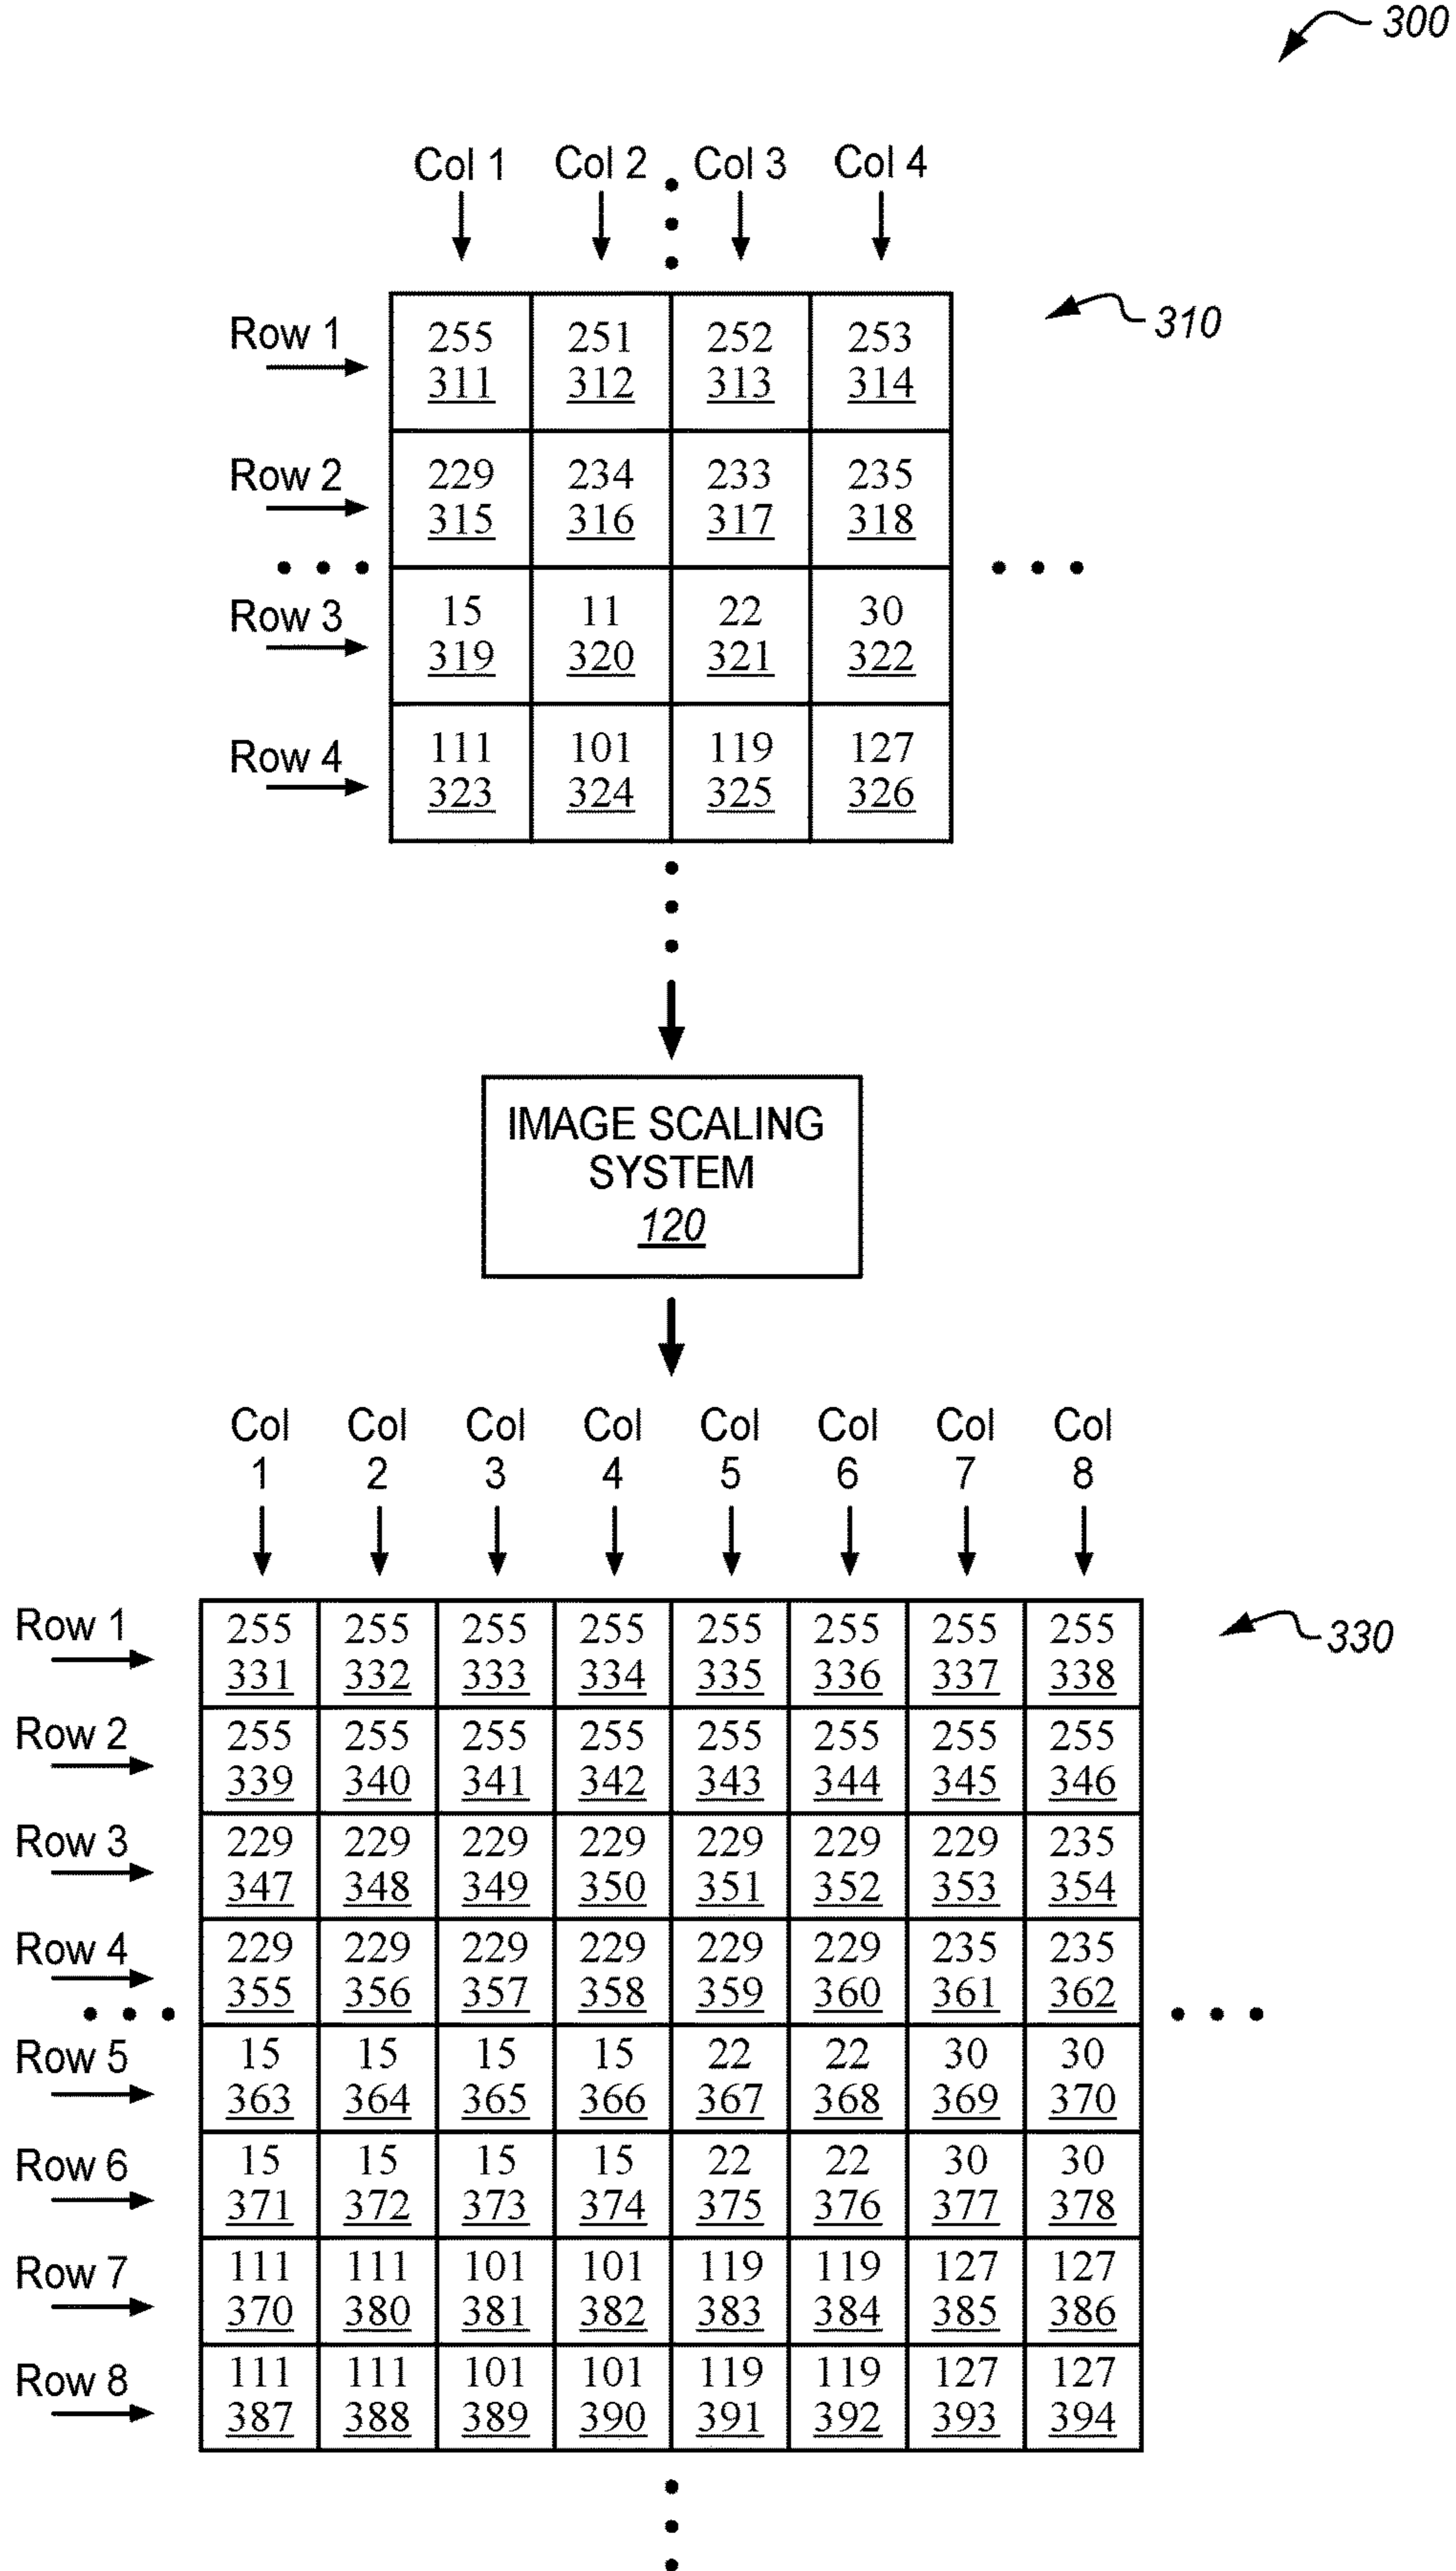 300
Col 1 Col 2 Col 3 Col 4
310
Row 1 255 251 252 253
311 312 313 314
Row 2 229 234 233 235
315 316 317 318
Row 3 15 11 22 30
319 320 321 322
Row 4 111 101 119 127
323 324 325 326
IMAGE SCALING
SYSTEM
120
Col Col Col Col Col Col Col Col
1 2 3 4 5 6 7 8
Row 1 255 255 255 255 255 255 255 255
330
331 332 333 334 335 336 337 338
Row 2 255 255 255 255 255 255 255 255
339 340 341 342 343 344 345 346
Row 3 229 229 229 229 229 229 229 235
347 348 349 350 351 352 353 354
Row 4 229 229 229 229 229 229 235 235
355 356 357 358 359 360 361 362
Row 5 15 15 15 15 22 22 30 30
363 364 365 366 367 368 369 370
Row 6 15 15 15 15 22 22 30 30
371 372 373 374 375 376 377 378
Row 7 111 111 101 101 119 119 127 127
370 380 381 382 383 384 385 386
Row 8 111 111 101 101 119 119 127 127
387 388 389 390 391 392 393 394